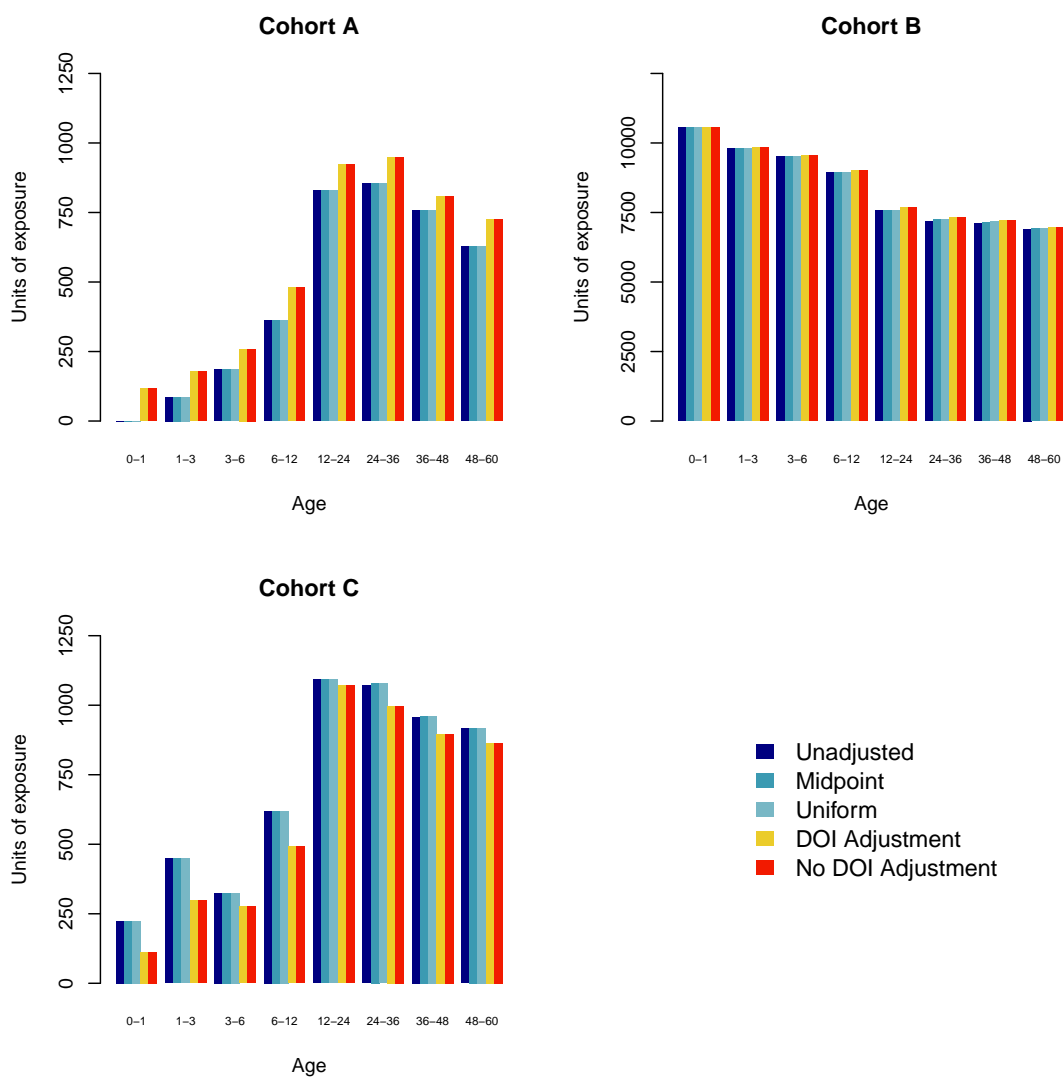 Cohort A
Units of exposure
0 250 500 750 1000 1250
0–1 1–3 3–6 6–12 12–24 24–36 36–48 48–60
Age
Cohort B
Units of exposure
0 2500 5000 7500 10000
0–1 1–3 3–6 6–12 12–24 24–36 36–48 48–60
Age
Cohort C
Units of exposure
0 250 500 750 1000 1250
0–1 1–3 3–6 6–12 12–24 24–36 36–48 48–60
Age
Unadjusted
Midpoint
Uniform
DOI Adjustment
No DOI Adjustment